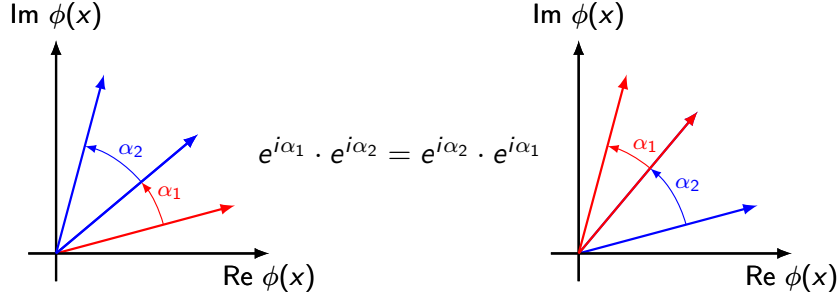 Im ϕ(x)
α₂
α₁
Re ϕ(x)
e^{iα₁} · e^{iα₂} = e^{iα₂} · e^{iα₁}
Im ϕ(x)
α₁
α₂
Re ϕ(x)